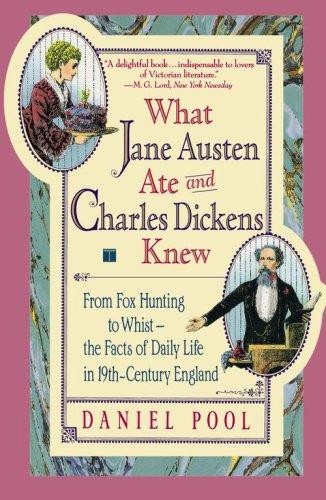 "A delightful book...indispensable to lovers
of Victorian literature."
—M. G. Lord, New York Newsday
What
Jane Austen
Ate and
Charles Dickens
Knew
From Fox Hunting
to Whist—
the Facts of Daily Life
in 19th-Century England
DANIEL POOL